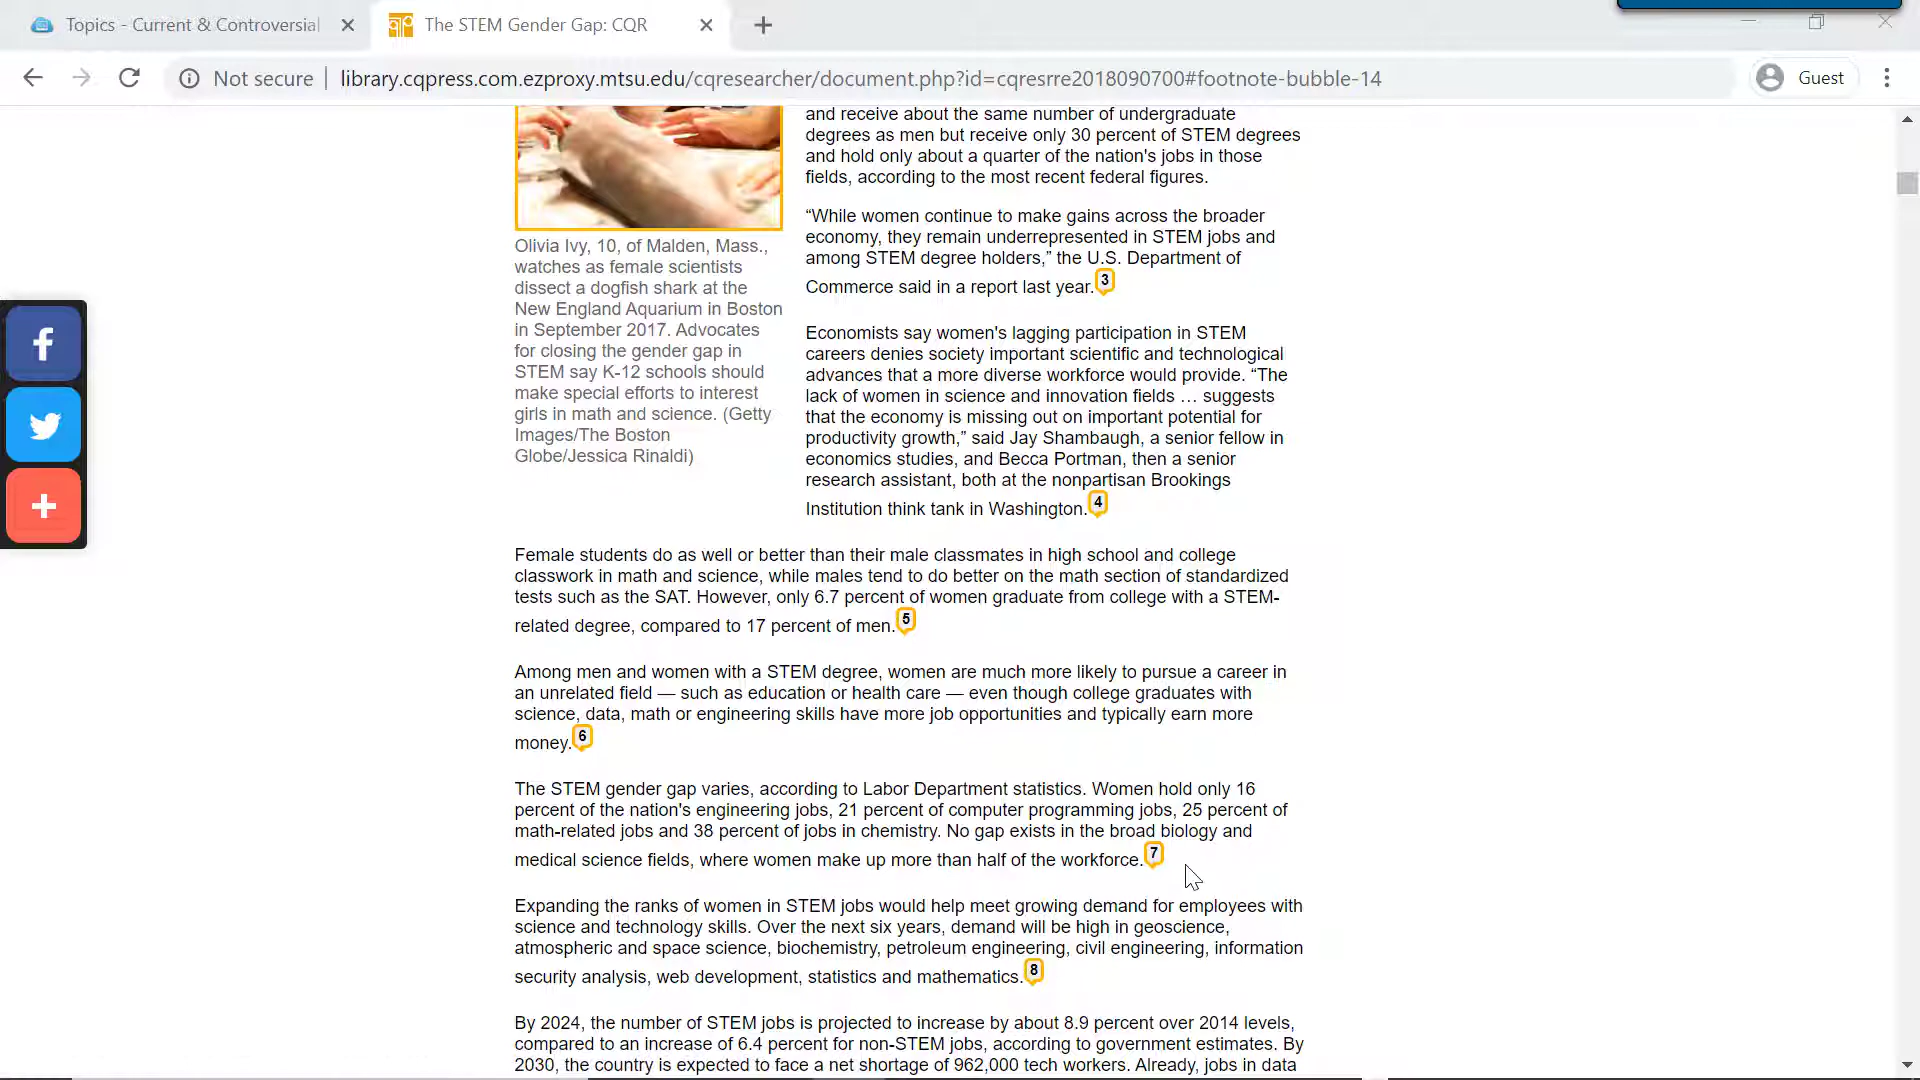 Topics - Current & Controversial
The STEM Gender Gap: CQR
Not secure
library.cqpress.com.ezproxy.mtsu.edu/cqresearcher/document.php?id=cqresrre2018090700#footnote-bubble-14
Guest
and receive about the same number of undergraduate
degrees as men but receive only 30 percent of STEM degrees
and hold only about a quarter of the nation's jobs in those
fields, according to the most recent federal figures.
“While women continue to make gains across the broader
economy, they remain underrepresented in STEM jobs and
among STEM degree holders,” the U.S. Department of
Commerce said in a report last year. 3
Olivia Ivy, 10, of Malden, Mass.,
watches as female scientists
dissect a dogfish shark at the
New England Aquarium in Boston
in September 2017. Advocates
for closing the gender gap in
STEM say K-12 schools should
make special efforts to interest
girls in math and science. (Getty
Images/The Boston
Globe/Jessica Rinaldi)
Economists say women's lagging participation in STEM
careers denies society important scientific and technological
advances that a more diverse workforce would provide. “The
lack of women in science and innovation fields … suggests
that the economy is missing out on important potential for
productivity growth,” said Jay Shambaugh, a senior fellow in
economics studies, and Becca Portman, then a senior
research assistant, both at the nonpartisan Brookings
Institution think tank in Washington. 4
Female students do as well or better than their male classmates in high school and college
classwork in math and science, while males tend to do better on the math section of standardized
tests such as the SAT. However, only 6.7 percent of women graduate from college with a STEM-
related degree, compared to 17 percent of men. 5
Among men and women with a STEM degree, women are much more likely to pursue a career in
an unrelated field — such as education or health care — even though college graduates with
science, data, math or engineering skills have more job opportunities and typically earn more
money. 6
The STEM gender gap varies, according to Labor Department statistics. Women hold only 16
percent of the nation's engineering jobs, 21 percent of computer programming jobs, 25 percent of
math-related jobs and 38 percent of jobs in chemistry. No gap exists in the broad biology and
medical science fields, where women make up more than half of the workforce. 7
Expanding the ranks of women in STEM jobs would help meet growing demand for employees with
science and technology skills. Over the next six years, demand will be high in geoscience,
atmospheric and space science, biochemistry, petroleum engineering, civil engineering, information
security analysis, web development, statistics and mathematics. 8
By 2024, the number of STEM jobs is projected to increase by about 8.9 percent over 2014 levels,
compared to an increase of 6.4 percent for non-STEM jobs, according to government estimates. By
2030, the country is expected to face a net shortage of 962,000 tech workers. Already, jobs in data